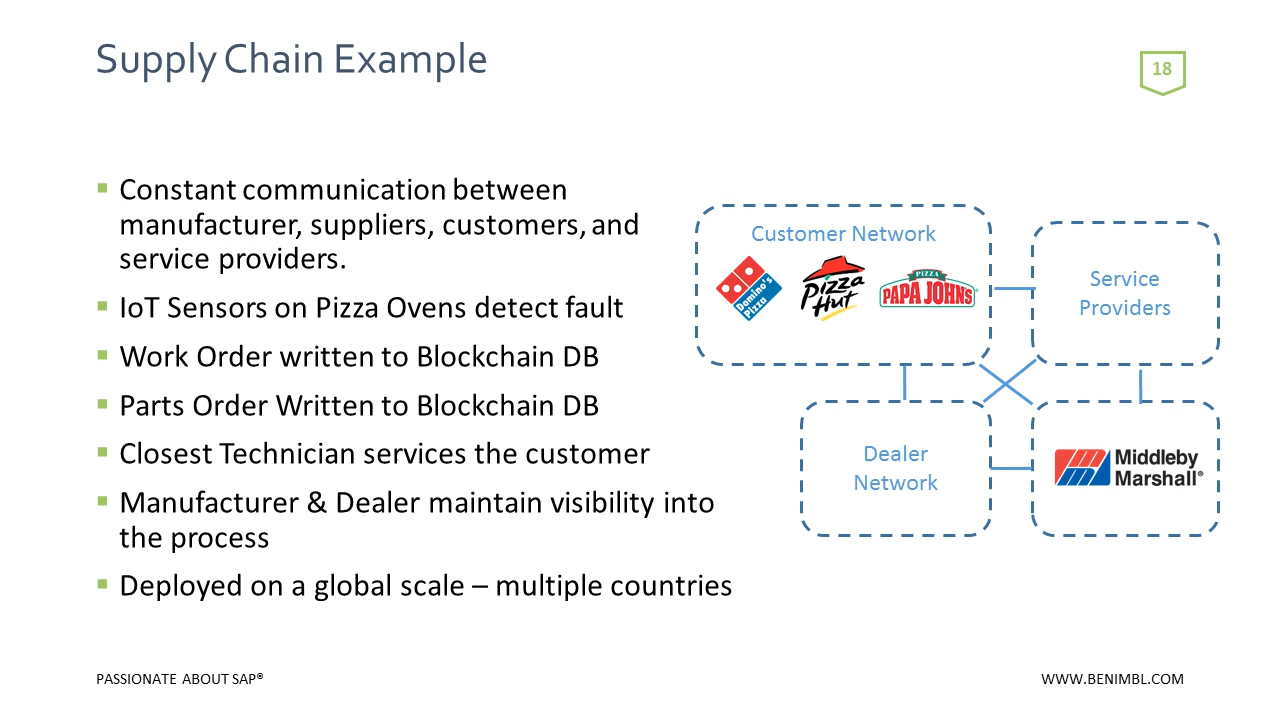 Supply Chain Example
18
Constant communication between
manufacturer, suppliers, customers, and
service providers.
IoT Sensors on Pizza Ovens detect fault
Work Order written to Blockchain DB
Parts Order Written to Blockchain DB
Closest Technician services the customer
Manufacturer & Dealer maintain visibility into
the process
Deployed on a global scale – multiple countries
Customer Network
Domino's
Pizza
Pizza
Hut
PIZZA
PAPA JOHNS
Service
Providers
Dealer
Network
Middleby
Marshall®
PASSIONATE ABOUT SAP®
WWW.BENIMBL.COM